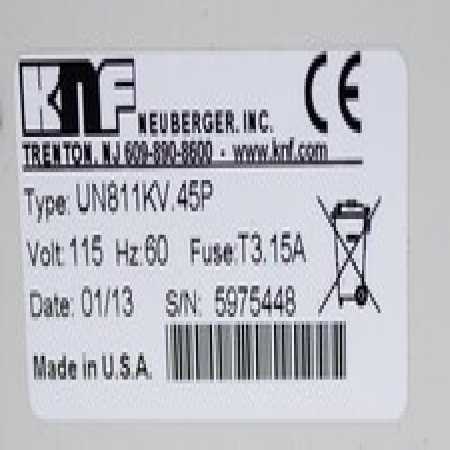 KNF NEUBERGER, INC.
CE
TRENTON, NJ 609-890-8600 - www.knf.com
Type: UN811KV.45P
Volt: 115 Hz: 60 Fuse: T3.15A
Date: 01/13 S/N: 5975448
Made in U.S.A.